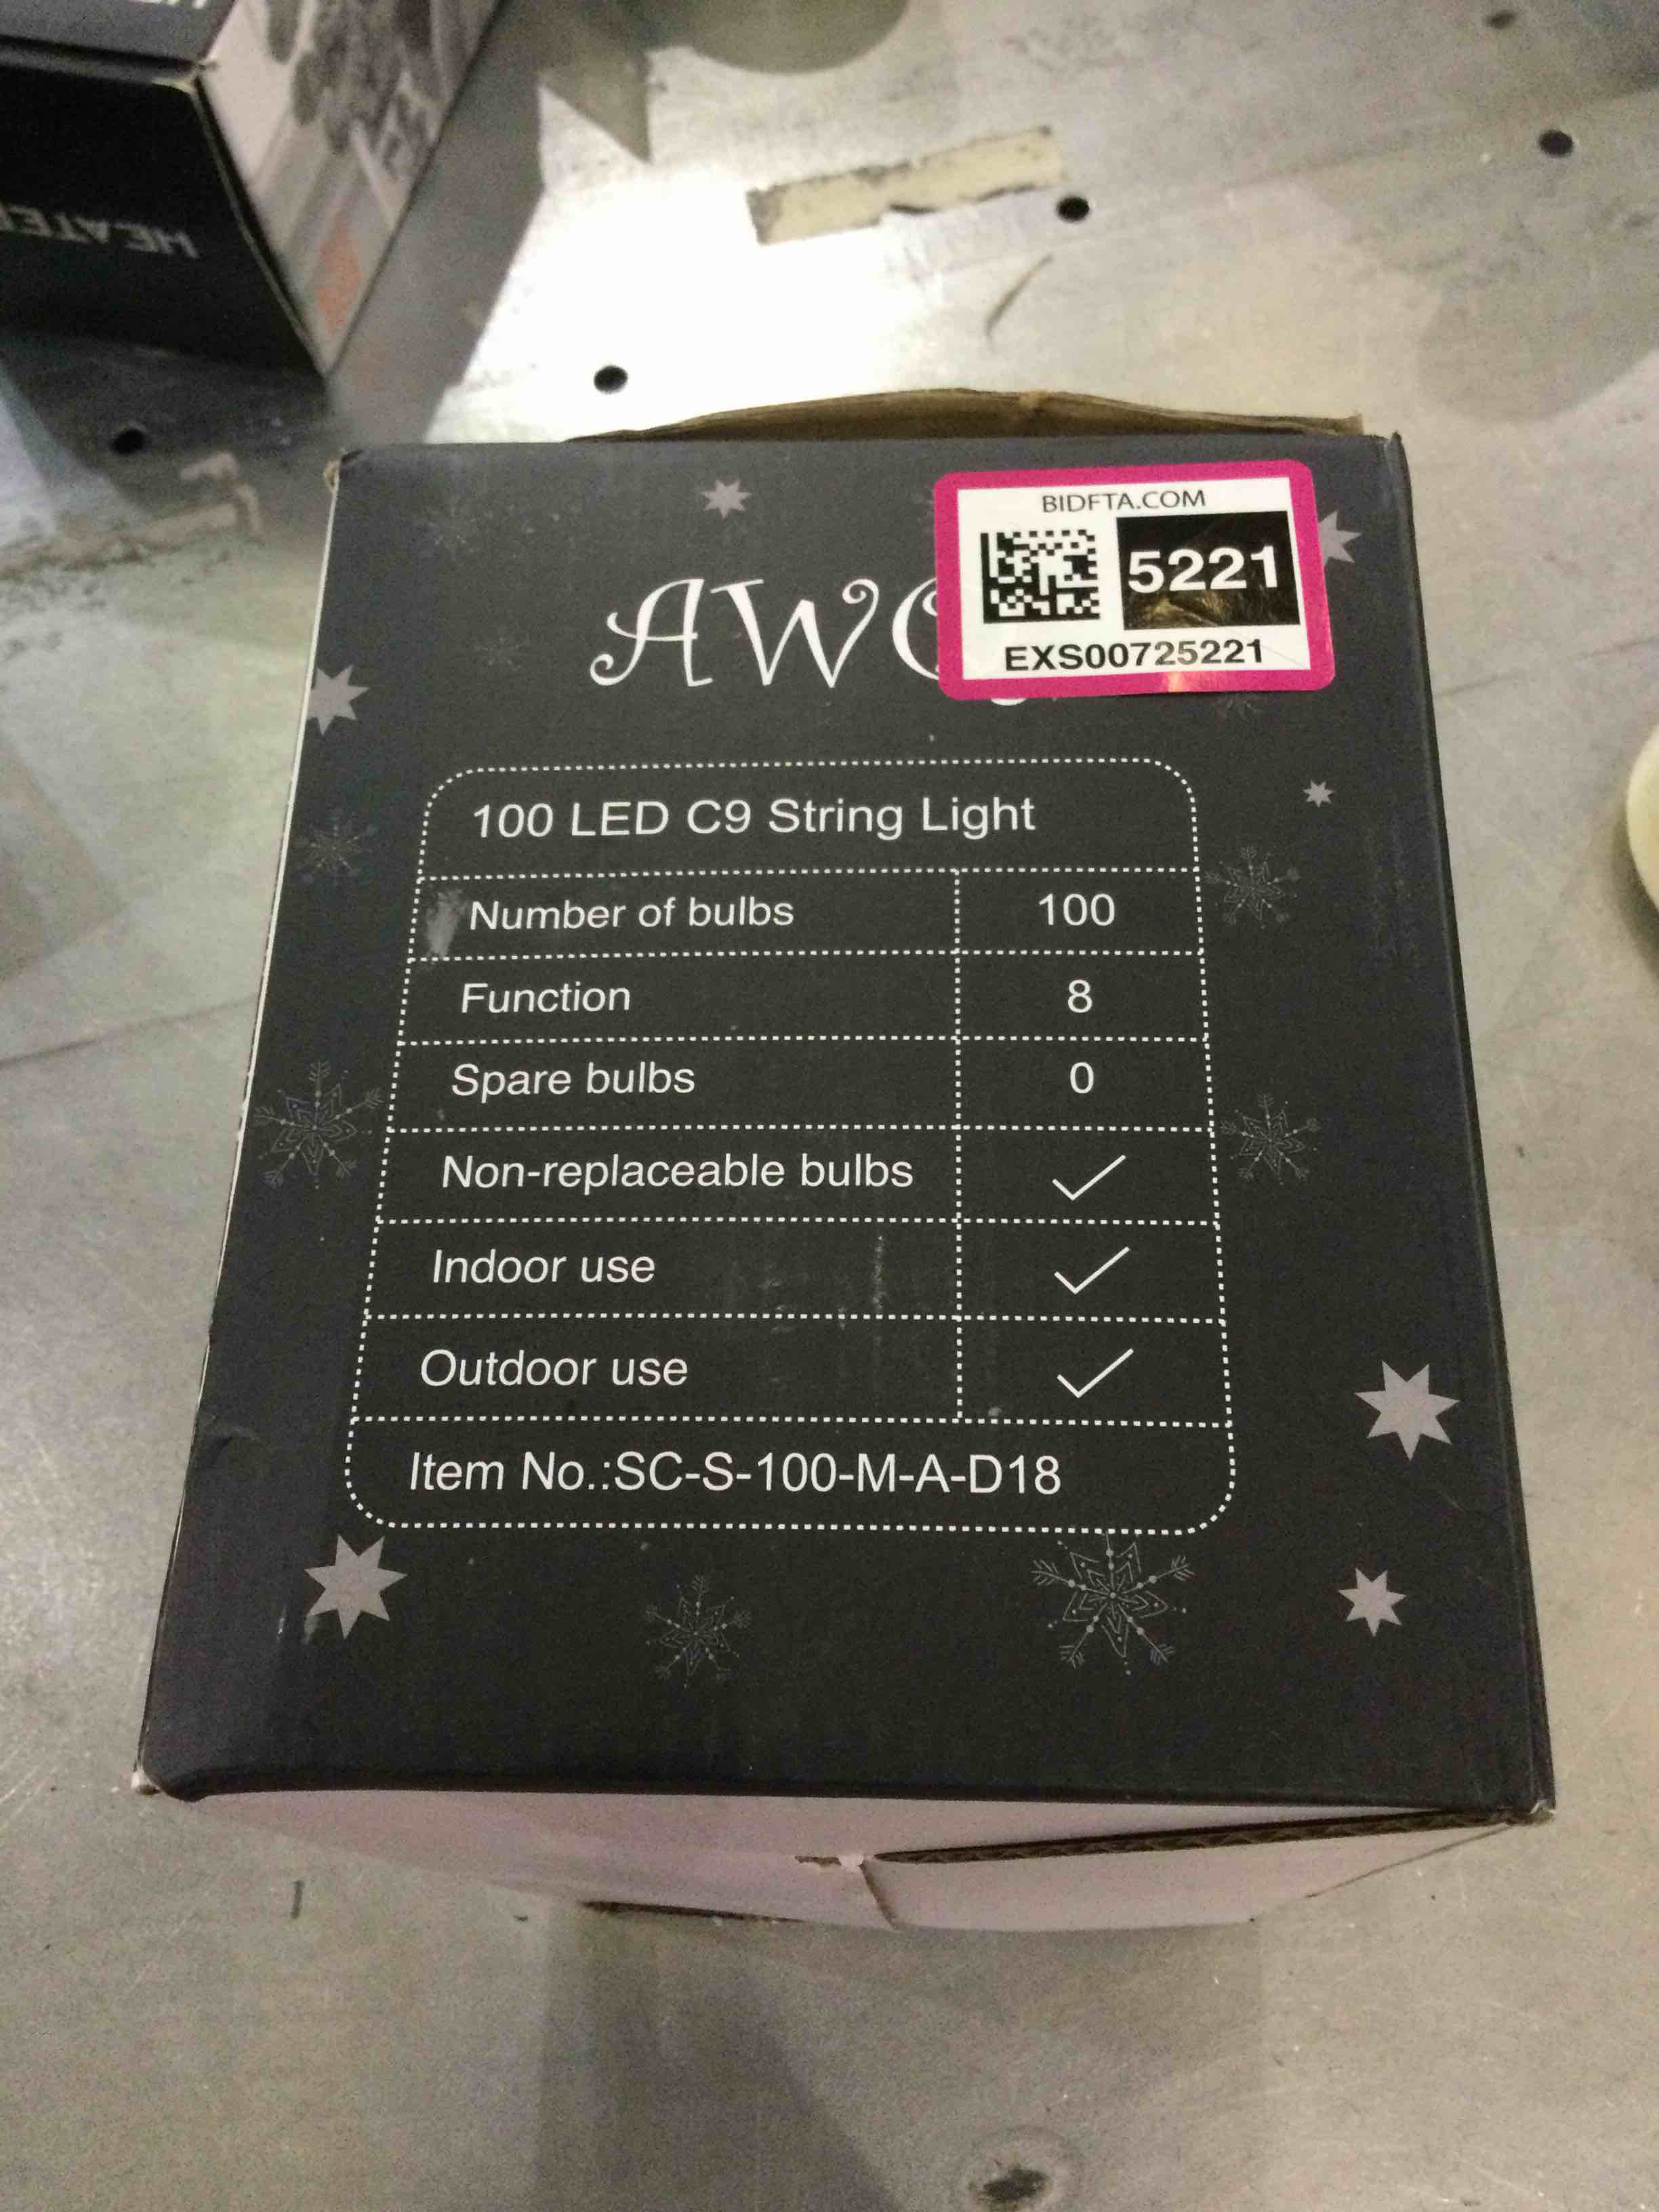 BIDFTA.COM
5221
EXS00725221
AW
100 LED C9 String Light
Number of bulbs 100
Function 8
Spare bulbs 0
Non-replaceable bulbs ✓
Indoor use ✓
Outdoor use ✓
Item No.:SC-S-100-M-A-D18